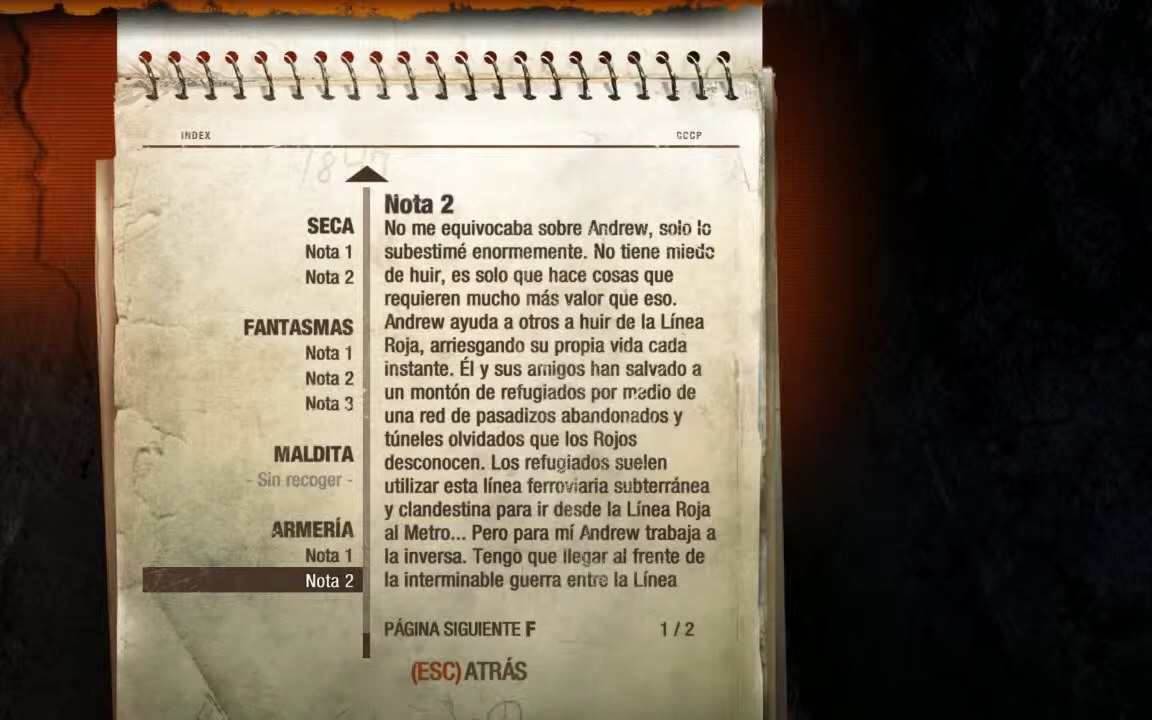 INDEX
CCCP
SECA
Nota 1
Nota 2
FANTASMAS
Nota 1
Nota 2
Nota 3
MALDITA
- Sin recoger -
ARMERÍA
Nota 1
Nota 2
Nota 2
No me equivocaba sobre Andrew, solo lo
subestimé enormemente. No tiene miedo
de huir, es solo que hace cosas que
requieren mucho más valor que eso.
Andrew ayuda a otros a huir de la Línea
Roja, arriesgando su propia vida cada
instante. Él y sus amigos han salvado a
un montón de refugiados por medio de
una red de pasadizos abandonados y
túneles olvidados que los Rojos
desconocen. Los refugiados suelen
utilizar esta línea ferroviaria subterránea
y clandestina para ir desde la Línea Roja
al Metro... Pero para mí Andrew trabaja a
la inversa. Tengo que llegar al frente de
la interminable guerra entre la Línea
PÁGINA SIGUIENTE F
1 / 2
(ESC) ATRÁS